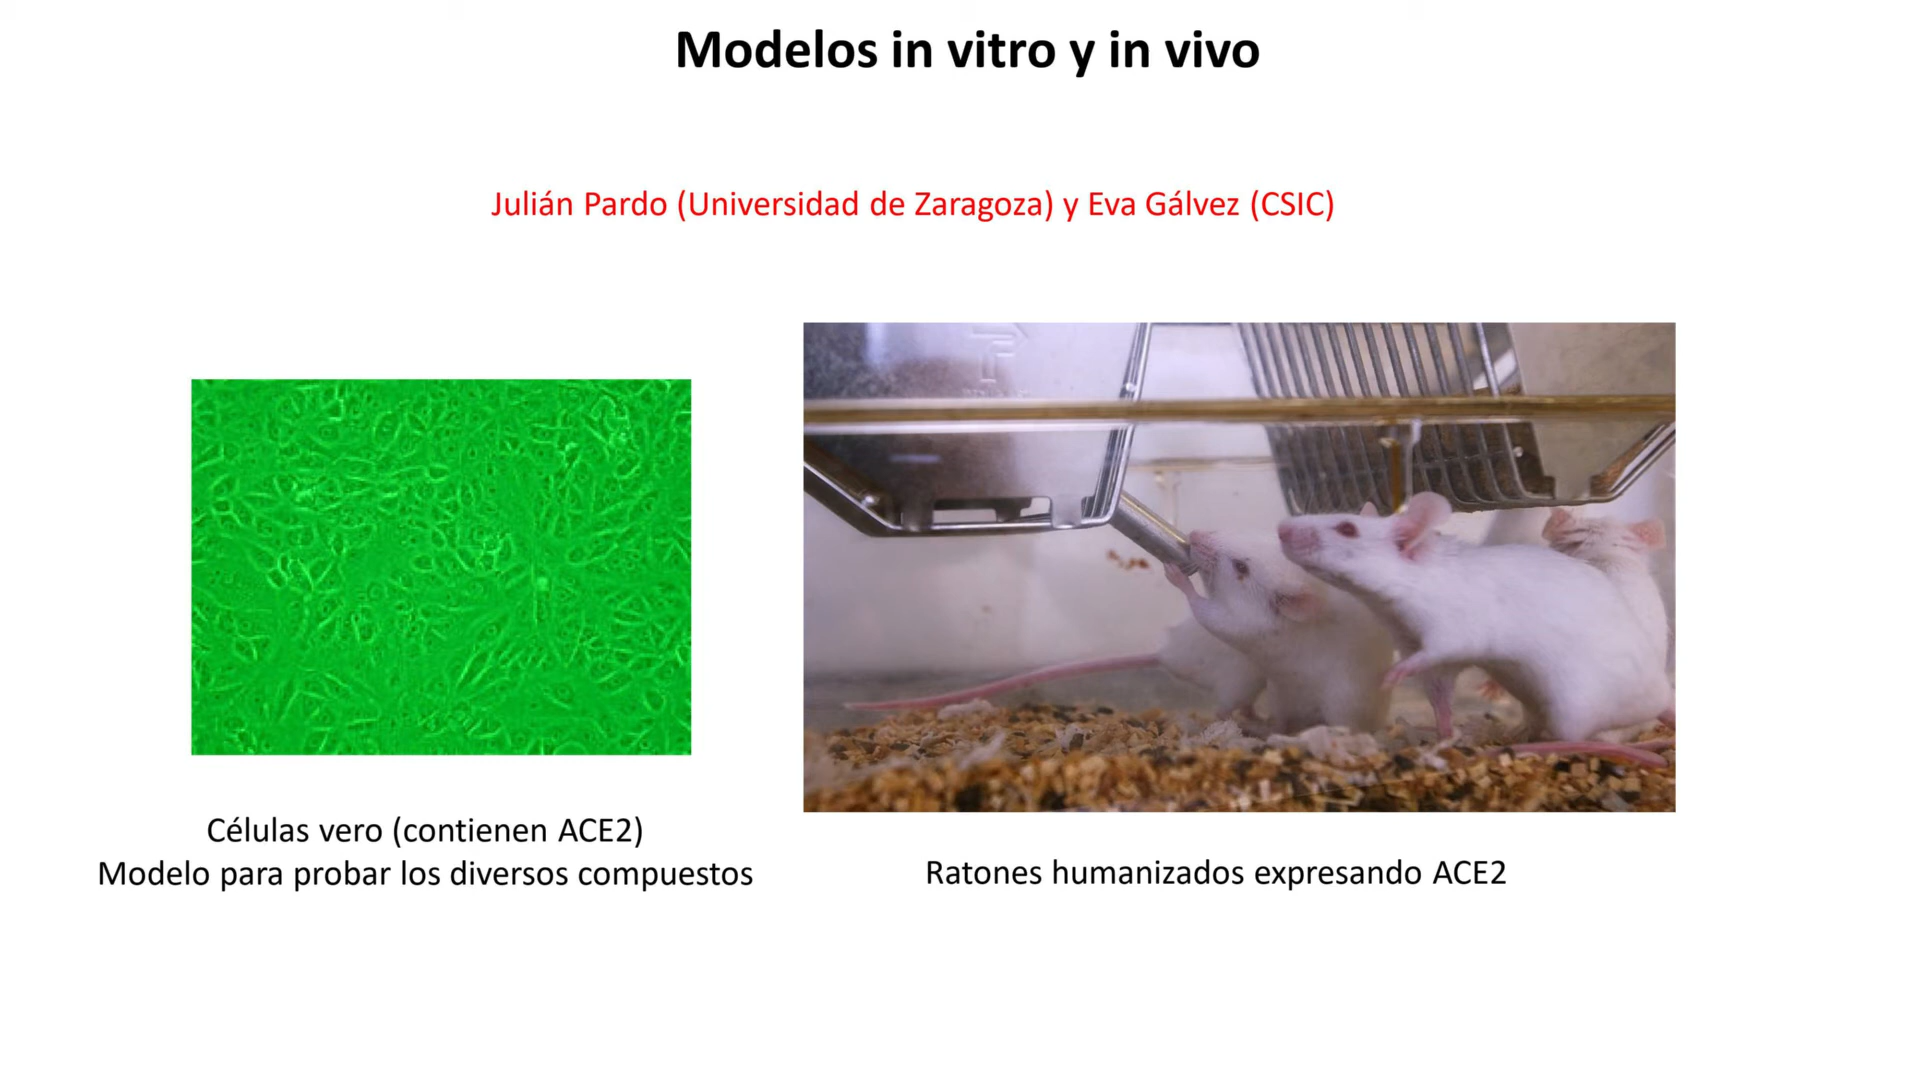 Modelos in vitro y in vivo
Julián Pardo (Universidad de Zaragoza) y Eva Gálvez (CSIC)
Células vero (contienen ACE2)
Modelo para probar los diversos compuestos
Ratones humanizados expresando ACE2